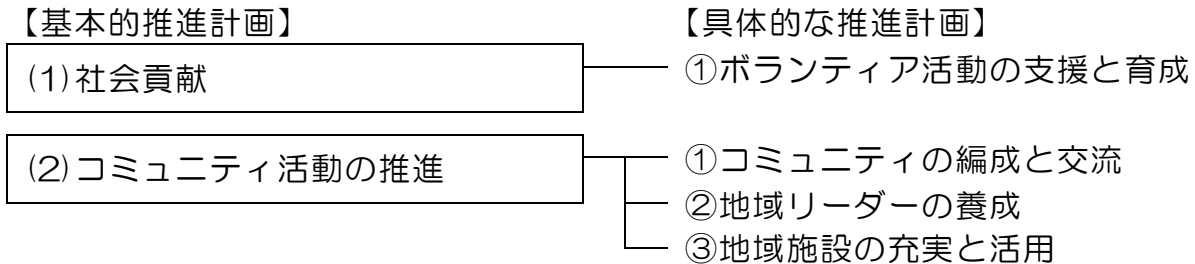 【基本的推進計画】 【具体的な推進計画】
(1)社会貢献 ①ボランティア活動の支援と育成
(2)コミュニティ活動の推進 ①コミュニティの編成と交流
②地域リーダーの養成
③地域施設の充実と活用